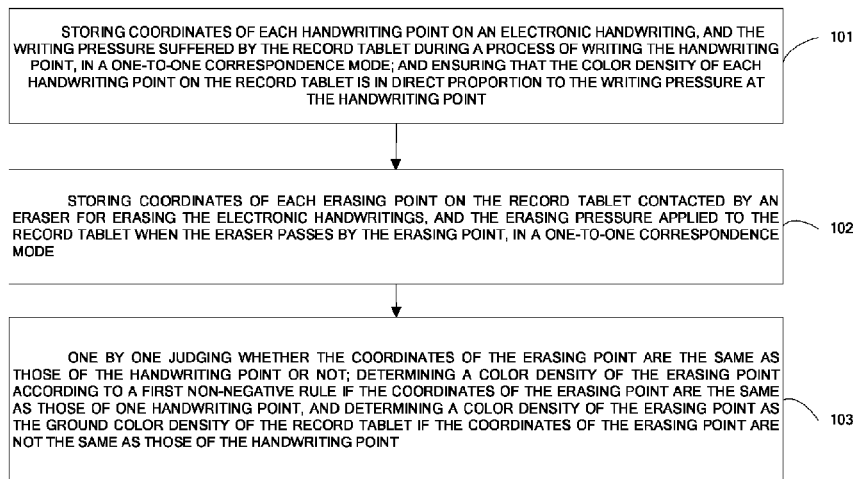 STORING COORDINATES OF EACH HANDWRITING POINT ON AN ELECTRONIC HANDWRITING, AND THE
WRITING PRESSURE SUFFERED BY THE RECORD TABLET DURING A PROCESS OF WRITING THE HANDWRITING
POINT, IN A ONE-TO-ONE CORRESPONDENCE MODE; AND ENSURING THAT THE COLOR DENSITY OF EACH
HANDWRITING POINT ON THE RECORD TABLET IS IN DIRECT PROPORTION TO THE WRITING PRESSURE AT
THE HANDWRITING POINT
101
STORING COORDINATES OF EACH ERASING POINT ON THE RECORD TABLET CONTACTED BY AN
ERASER FOR ERASING THE ELECTRONIC HANDWRITINGS, AND THE ERASING PRESSURE APPLIED TO THE
RECORD TABLET WHEN THE ERASER PASSES BY THE ERASING POINT, IN A ONE-TO-ONE CORRESPONDENCE
MODE
102
ONE BY ONE JUDGING WHETHER THE COORDINATES OF THE ERASING POINT ARE THE SAME AS
THOSE OF THE HANDWRITING POINT OR NOT; DETERMINING A COLOR DENSITY OF THE ERASING POINT
ACCORDING TO A FIRST NON-NEGATIVE RULE IF THE COORDINATES OF THE ERASING POINT ARE THE SAME
AS THOSE OF ONE HANDWRITING POINT, AND DETERMINING A COLOR DENSITY OF THE ERASING POINT AS
THE GROUND COLOR DENSITY OF THE RECORD TABLET IF THE COORDINATES OF THE ERASING POINT ARE
NOT THE SAME AS THOSE OF THE HANDWRITING POINT
103